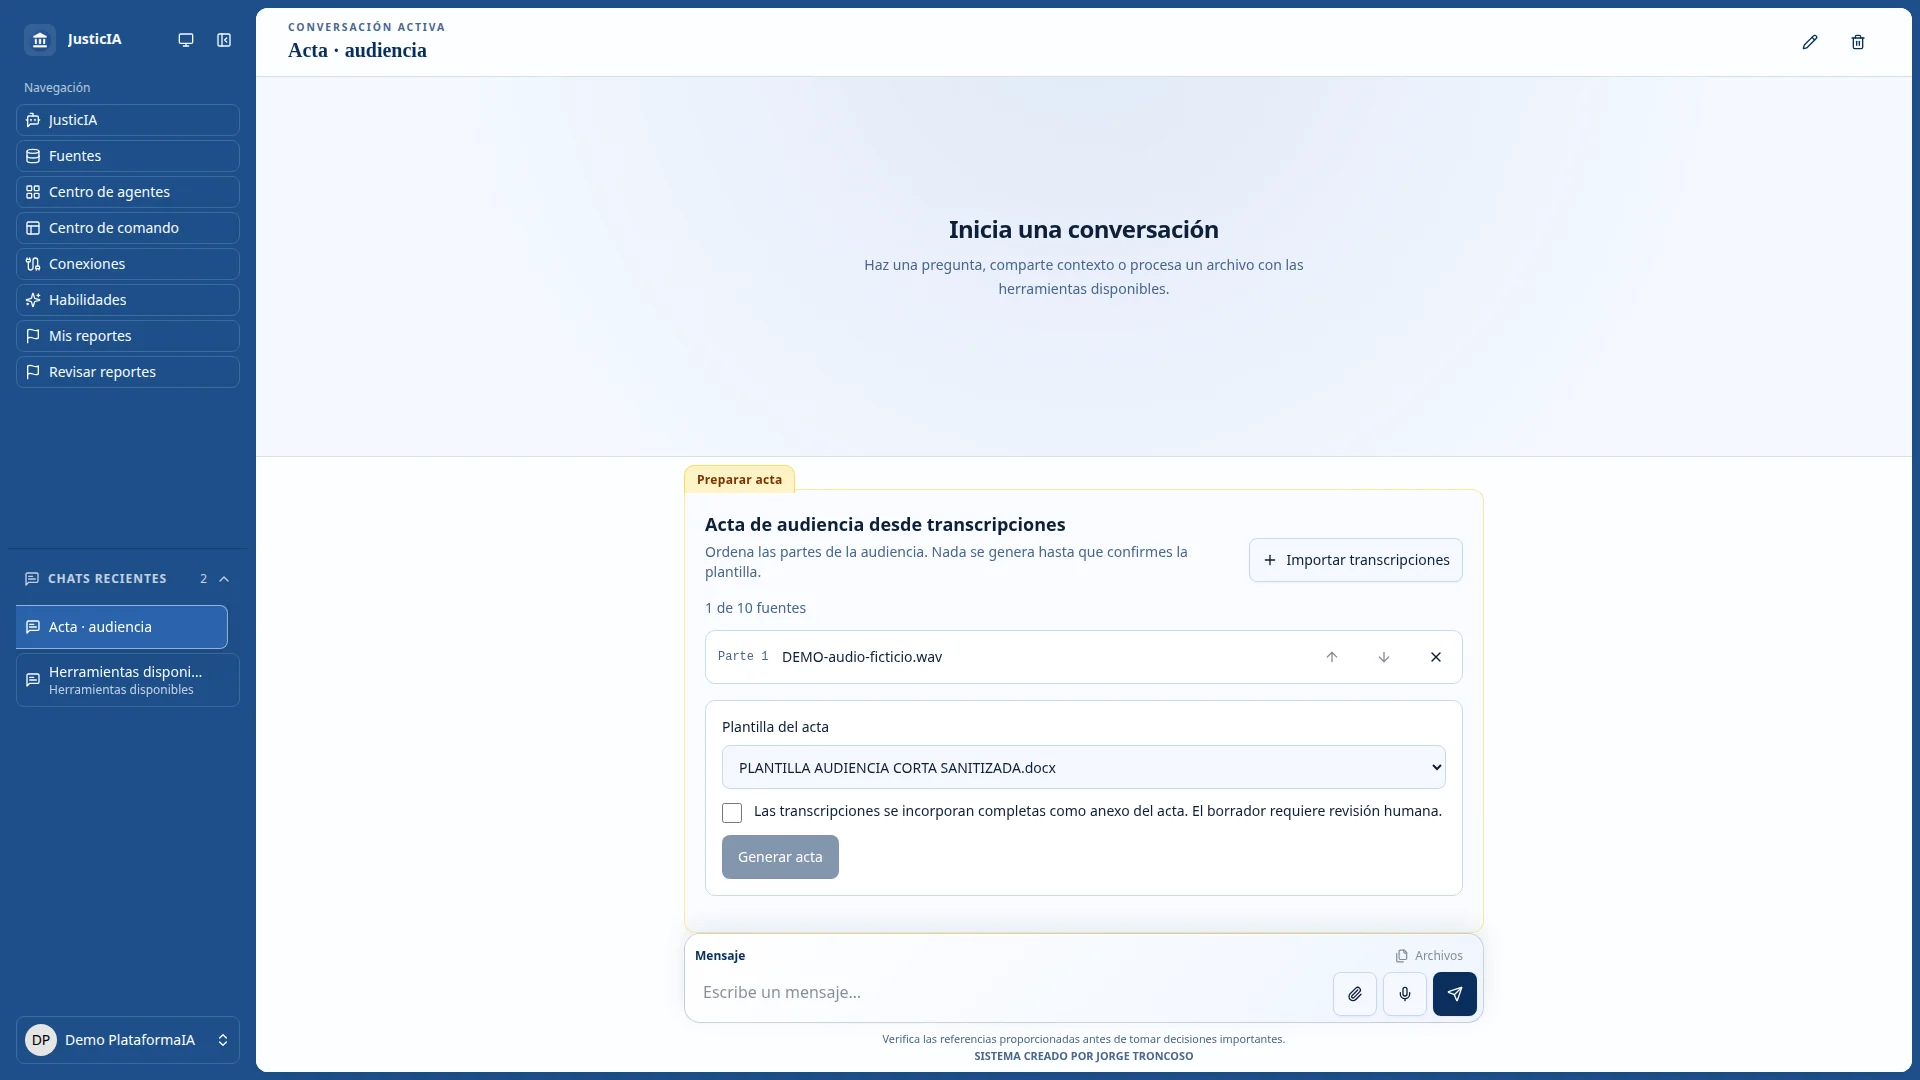 JusticIA
Navegación
JusticIA
Fuentes
Centro de agentes
Centro de comando
Conexiones
Habilidades
Mis reportes
Revisar reportes
CHATS RECIENTES 2
Acta · audiencia
Herramientas disponi...
Herramientas disponibles
DP Demo PlataformaIA
CONVERSACIÓN ACTIVA
Acta · audiencia
Inicia una conversación
Haz una pregunta, comparte contexto o procesa un archivo con las
herramientas disponibles.
Preparar acta
Acta de audiencia desde transcripciones
Ordena las partes de la audiencia. Nada se genera hasta que confirmes la
plantilla.
Importar transcripciones
1 de 10 fuentes
Parte 1 DEMO-audio-ficticio.wav
Plantilla del acta
PLANTILLA AUDIENCIA CORTA SANITIZADA.docx
Las transcripciones se incorporan completas como anexo del acta. El borrador requiere revisión humana.
Generar acta
Mensaje
Archivos
Escribe un mensaje...
Verifica las referencias proporcionadas antes de tomar decisiones importantes.
SISTEMA CREADO POR JORGE TRONCOSO